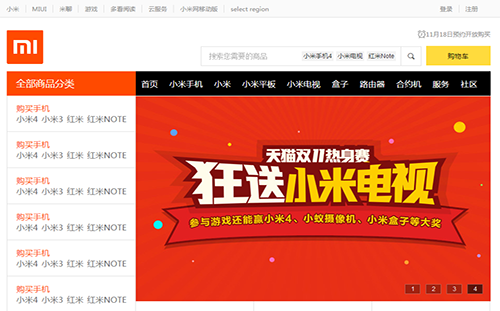 小米 | MIUI | 米聊 | 游戏 | 多看阅读 | 云服务 | 小米网移动版 | select region 登录 | 注册
11月18日预约开放购买
搜索您需要的商品 小米手机4 小米电视 红米Note 购物车
全部商品分类 首页 小米手机 小米 小米平板 小米电视 盒子 路由器 合约机 服务 社区
购买手机
小米4 小米3 红米 红米NOTE
购买手机
小米4 小米3 红米 红米NOTE
购买手机
小米4 小米3 红米 红米NOTE
购买手机
小米4 小米3 红米 红米NOTE
购买手机
小米4 小米3 红米 红米NOTE
购买手机
小米4 小米3 红米 红米NOTE
天猫双11热身赛
狂送小米电视
参与游戏还能赢小米4、小蚁摄像机、小米盒子等大奖
1 2 3 4